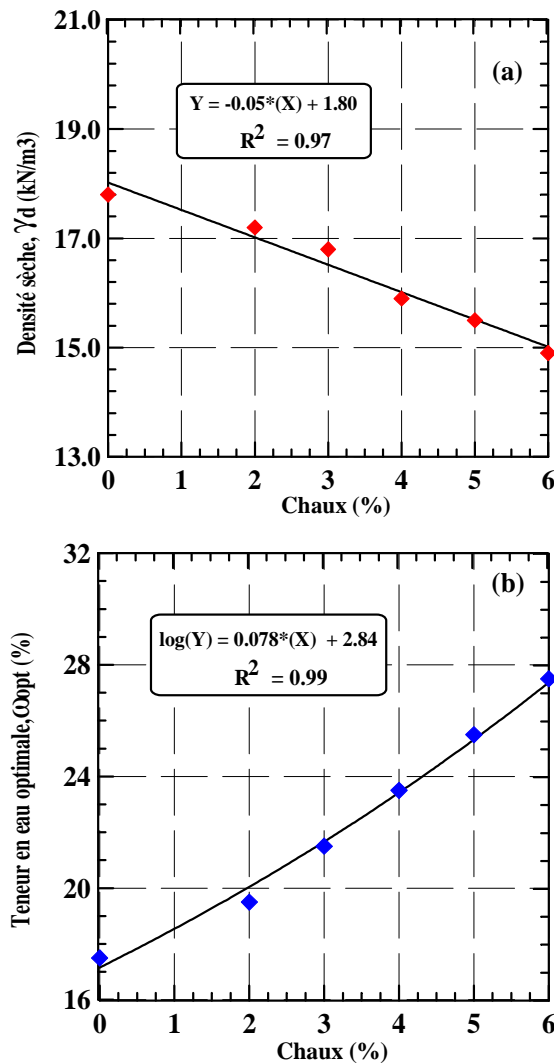 21.0
(a)
Y = -0.05*(X) + 1.80
R2 = 0.97
19.0
17.0
15.0
13.0
Densité sèche, γd (kN/m3)
0 1 2 3 4 5 6
Chaux (%)
32
(b)
log(Y) = 0.078*(X) + 2.84
R2 = 0.99
28
24
20
16
Teneur en eau optimale,ωopt (%)
0 1 2 3 4 5 6
Chaux (%)